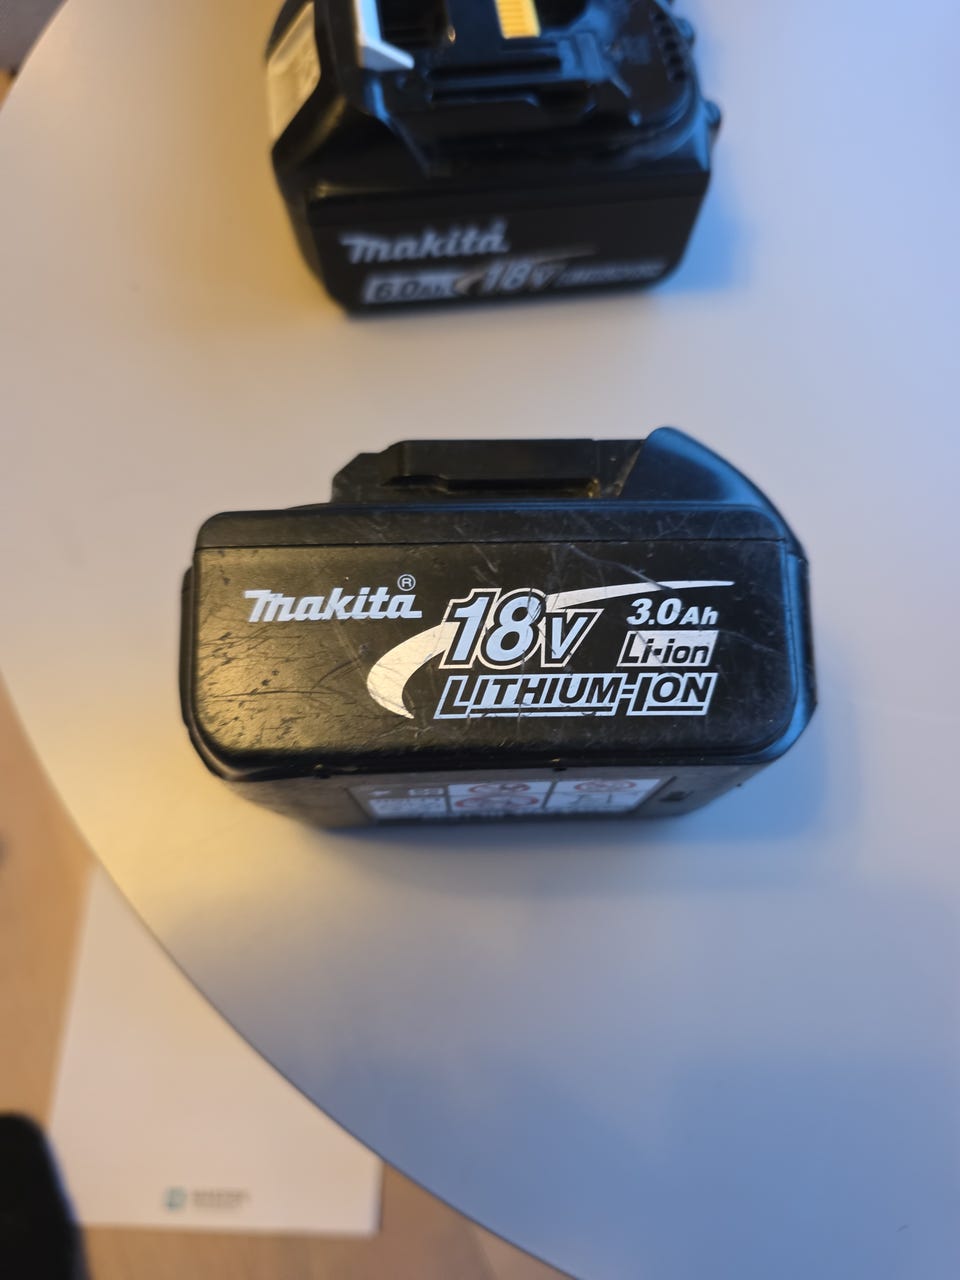 makita
6.0Ah 18V
makita®
18V
3.0Ah
Li-ion
LITHIUM-ION